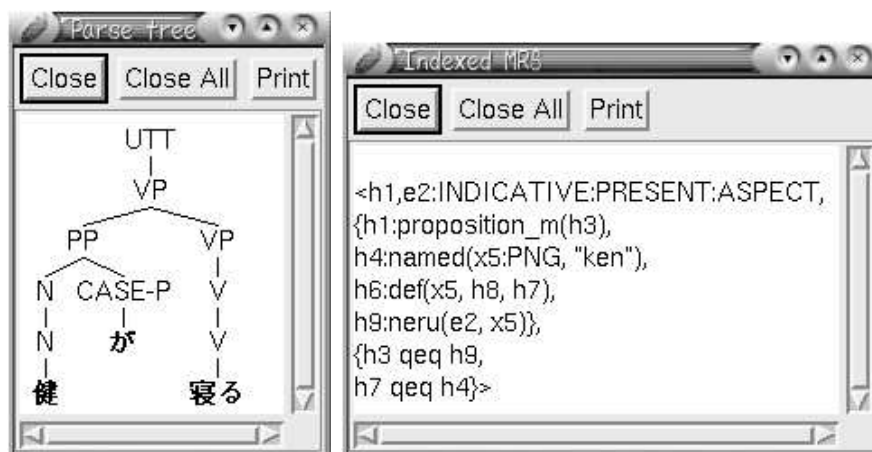 Parse tree
Close Close All Print
UTT
VP
PP VP
N CASE-P V
N が V
健 寝る
Indexed MRS
Close Close All Print
<h1,e2:INDICATIVE:PRESENT:ASPECT,
{h1:proposition_m(h3),
h4:named(x5:PNG, "ken"),
h6:def(x5, h8, h7),
h9:neru(e2, x5)},
{h3 qeq h9,
h7 qeq h4}>